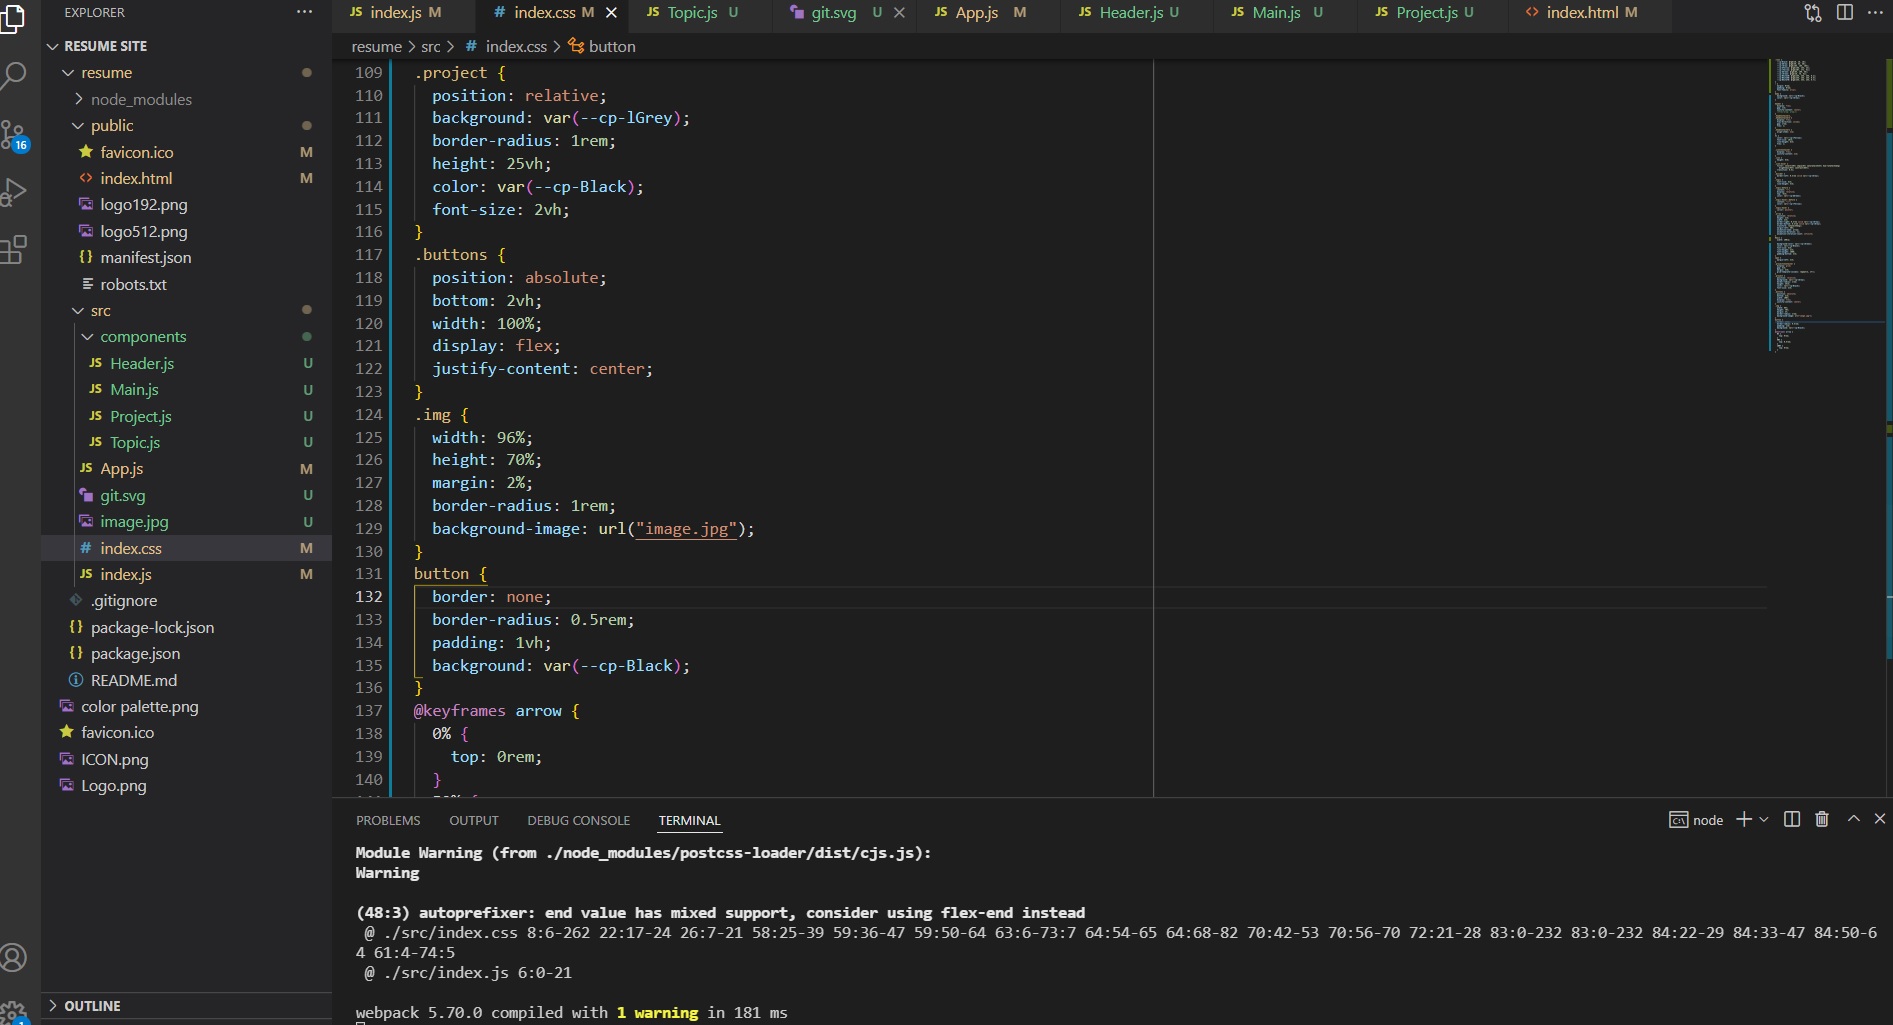 EXPLORER
RESUME SITE
resume
node_modules
public
favicon.ico M
index.html M
logo192.png
logo512.png
manifest.json
robots.txt
src
components
Header.js U
Main.js U
Project.js U
Topic.js U
App.js M
git.svg U
image.jpg U
index.css M
index.js M
.gitignore
package-lock.json
package.json
README.md
color palette.png
favicon.ico
ICON.png
Logo.png
OUTLINE
16
1
JS index.js M # index.css M JS Topic.js U git.svg U JS App.js M JS Header.js U JS Main.js U JS Project.js U <> index.html M
resume > src > # index.css > button
109 .project {
110 position: relative;
111 background: var(--cp-lGrey);
112 border-radius: 1rem;
113 height: 25vh;
114 color: var(--cp-Black);
115 font-size: 2vh;
116 }
117 .buttons {
118 position: absolute;
119 bottom: 2vh;
120 width: 100%;
121 display: flex;
122 justify-content: center;
123 }
124 .img {
125 width: 96%;
126 height: 70%;
127 margin: 2%;
128 border-radius: 1rem;
129 background-image: url("image.jpg");
130 }
131 button {
132 border: none;
133 border-radius: 0.5rem;
134 padding: 1vh;
135 background: var(--cp-Black);
136 }
137 @keyframes arrow {
138 0% {
139 top: 0rem;
140 }
PROBLEMS OUTPUT DEBUG CONSOLE TERMINAL
node
Module Warning (from ./node_modules/postcss-loader/dist/cjs.js):
Warning
(48:3) autoprefixer: end value has mixed support, consider using flex-end instead
@ ./src/index.css 8:6-262 22:17-24 26:7-21 58:25-39 59:36-47 59:50-64 63:6-73:7 64:54-65 64:68-82 70:42-53 70:56-70 72:21-28 83:0-232 83:0-232 84:22-29 84:33-47 84:50-6
4 61:4-74:5
@ ./src/index.js 6:0-21
webpack 5.70.0 compiled with 1 warning in 181 ms